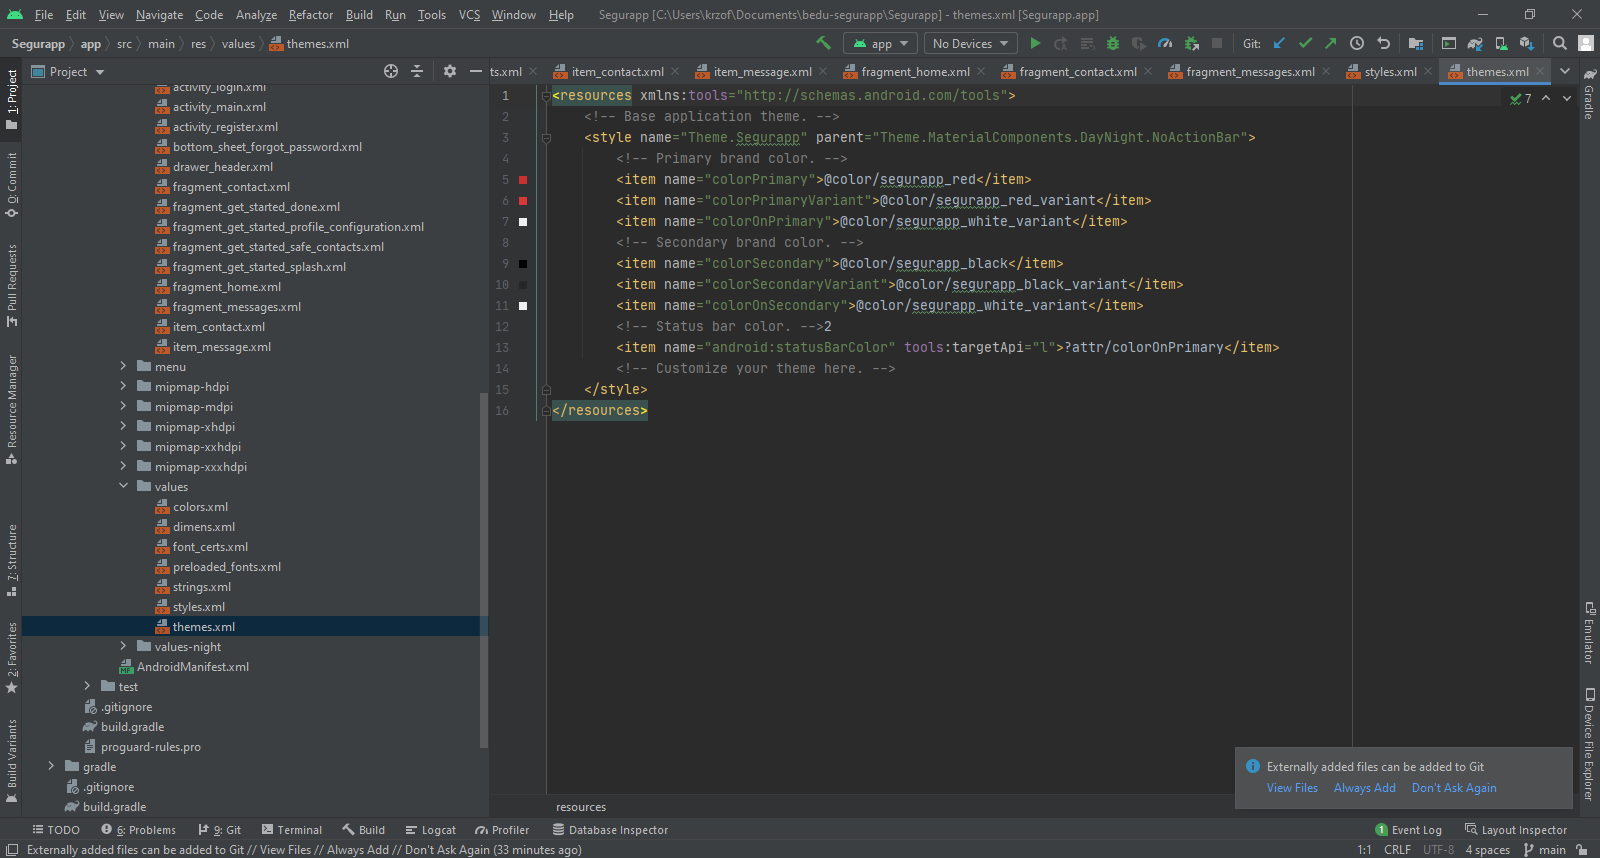 File Edit View Navigate Code Analyze Refactor Build Run Tools VCS Window Help Segurapp [C:\Users\krzof\Documents\bedu-segurapp\Segurapp] - themes.xml [Segurapp.app]
Segurapp app src main res values themes.xml app No Devices Git:
Project
ts.xml item_contact.xml item_message.xml fragment_home.xml fragment_contact.xml fragment_messages.xml styles.xml themes.xml
activity_login.xml
activity_main.xml
activity_register.xml
bottom_sheet_forgot_password.xml
drawer_header.xml
fragment_contact.xml
fragment_get_started_done.xml
fragment_get_started_profile_configuration.xml
fragment_get_started_safe_contacts.xml
fragment_get_started_splash.xml
fragment_home.xml
fragment_messages.xml
item_contact.xml
item_message.xml
menu
mipmap-hdpi
mipmap-mdpi
mipmap-xhdpi
mipmap-xxhdpi
mipmap-xxxhdpi
values
colors.xml
dimens.xml
font_certs.xml
preloaded_fonts.xml
strings.xml
styles.xml
themes.xml
values-night
AndroidManifest.xml
test
.gitignore
build.gradle
proguard-rules.pro
gradle
.gitignore
build.gradle
1 <resources xmlns:tools="http://schemas.android.com/tools">
2 <!-- Base application theme. -->
3 <style name="Theme.Segurapp" parent="Theme.MaterialComponents.DayNight.NoActionBar">
4 <!-- Primary brand color. -->
5 <item name="colorPrimary">@color/segurapp_red</item>
6 <item name="colorPrimaryVariant">@color/segurapp_red_variant</item>
7 <item name="colorOnPrimary">@color/segurapp_white_variant</item>
8 <!-- Secondary brand color. -->
9 <item name="colorSecondary">@color/segurapp_black</item>
10 <item name="colorSecondaryVariant">@color/segurapp_black_variant</item>
11 <item name="colorOnSecondary">@color/segurapp_white_variant</item>
12 <!-- Status bar color. -->2
13 <item name="android:statusBarColor" tools:targetApi="l">?attr/colorOnPrimary</item>
14 <!-- Customize your theme here. -->
15 </style>
16 </resources>
7
1: Project
0: Commit
Pull Requests
Resource Manager
7: Structure
2: Favorites
Build Variants
Gradle
Emulator
Device File Explorer
Externally added files can be added to Git
View Files Always Add Don't Ask Again
resources
TODO 6: Problems 9: Git Terminal Build Logcat Profiler Database Inspector 1 Event Log Layout Inspector
Externally added files can be added to Git // View Files // Always Add // Don't Ask Again (33 minutes ago) 1:1 CRLF UTF-8 4 spaces main